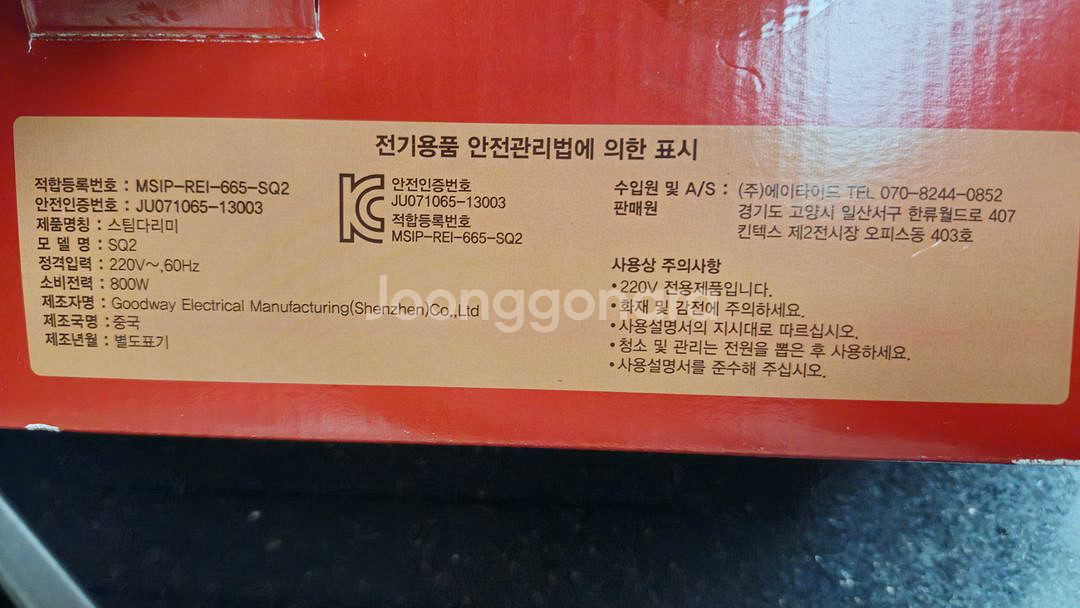 전기용품 안전관리법에 의한 표시
적합등록번호 : MSIP-REI-665-SQ2
안전인증번호 : JU071065-13003
제품명칭 : 스팀다리미
모 델 명 : SQ2
정격입력 : 220V~,60Hz
소비전력 : 800W
제조자명 : Goodway Electrical Manufacturing(Shenzhen)Co.,Ltd
제조국명 : 중국
제조년월 : 별도표기
안전인증번호
JU071065-13003
적합등록번호
MSIP-REI-665-SQ2
수입원 및 A/S : (주)에이타이드 TEL 070-8244-0852
판매원 경기도 고양시 일산서구 한류월드로 407
킨텍스 제2전시장 오피스동 403호
사용상 주의사항
•220V 전용제품입니다.
•화재 및 감전에 주의하세요.
•사용설명서의 지시대로 따르십시오.
•청소 및 관리는 전원을 뽑은 후 사용하세요.
•사용설명서를 준수해 주십시오.
Joonggonara